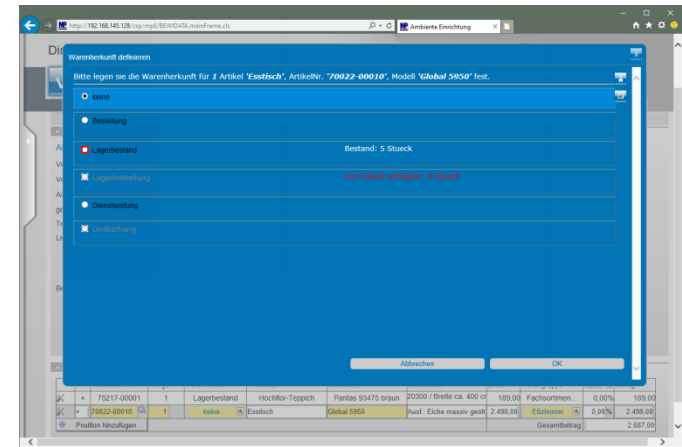 http://192.168.145.128/csp/mpli/BEWIDATA.mainFrame.cls
Ambiente Einrichtung
Dir
Warenherkunft definieren
Bitte legen sie die Warenherkunft für 1 Artikel 'Esstisch', ArtikelNr. '70022-00010', Modell 'Global 5950' fest.
keine
Bestellung
Lagerbestand Bestand: 5 Stueck
Lagerbestellung
Dienstleistung
Umbuchung
Abbrechen OK
+ 75217-00001 1 Lagerbestand Hochflor-Teppich Pantas 93475 braun 20300 / Breite ca. 400 cr 189,00 Fachsortimen... 0,00% 189,00
+ 70022-00010 1 keine Esstisch Global 5950 Ausf.: Eiche massiv geölt 2.498,00 Eßzimmer 0,00% 2.498,00
Position hinzufügen Gesamtbetrag: 2.687,00